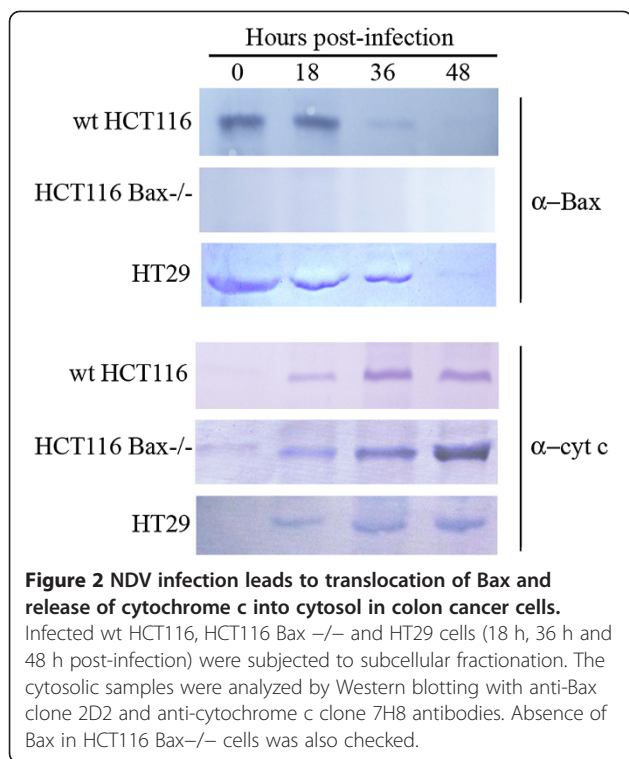 Hours post-infection
0 18 36 48
wt HCT116
HCT116 Bax-/-
α–Bax
HT29
wt HCT116
HCT116 Bax-/-
α–cyt c
HT29
Figure 2 NDV infection leads to translocation of Bax and
release of cytochrome c into cytosol in colon cancer cells.
Infected wt HCT116, HCT116 Bax −/− and HT29 cells (18 h, 36 h and
48 h post-infection) were subjected to subcellular fractionation. The
cytosolic samples were analyzed by Western blotting with anti-Bax
clone 2D2 and anti-cytochrome c clone 7H8 antibodies. Absence of
Bax in HCT116 Bax−/− cells was also checked.